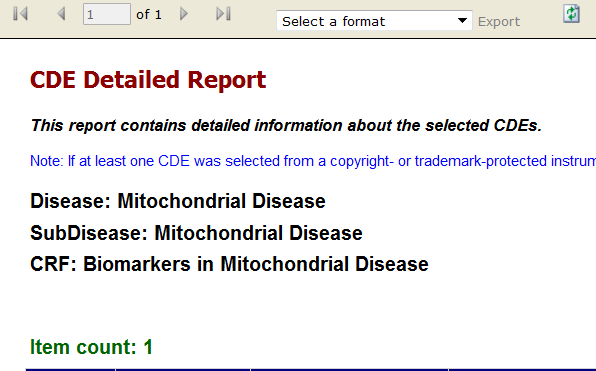 1 of 1 Select a format Export
CDE Detailed Report
This report contains detailed information about the selected CDEs.
Note: If at least one CDE was selected from a copyright- or trademark-protected instrum
Disease: Mitochondrial Disease
SubDisease: Mitochondrial Disease
CRF: Biomarkers in Mitochondrial Disease
Item count: 1